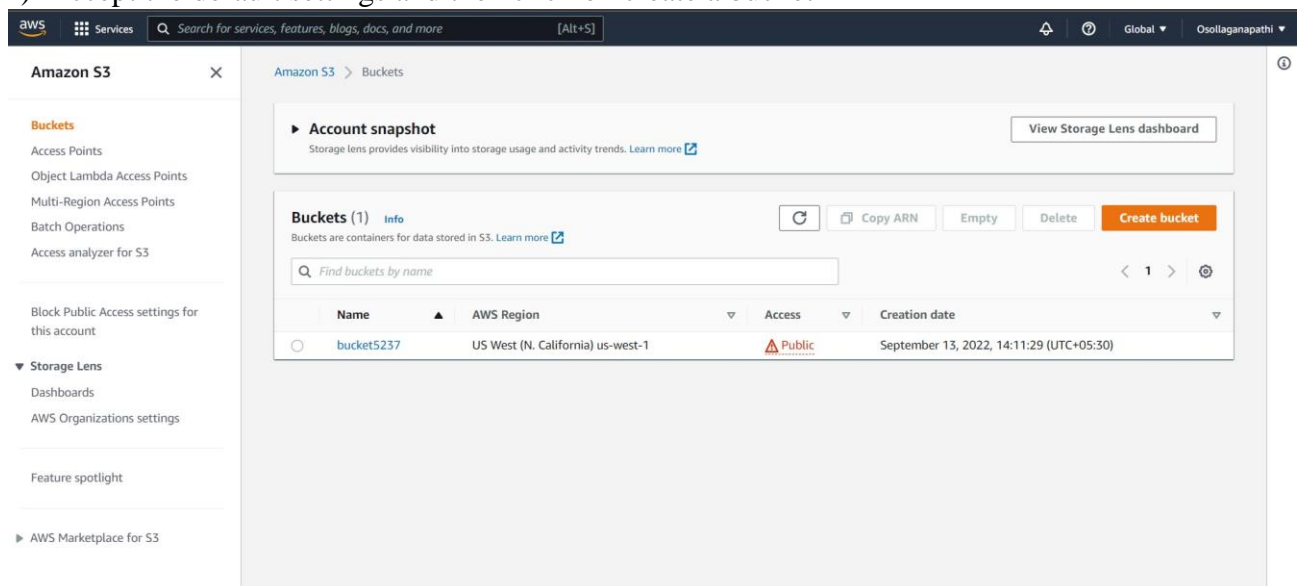 aws Services Search for services, features, blogs, docs, and more [Alt+S] Global Osollaganapathi
Amazon S3
Buckets
Access Points
Object Lambda Access Points
Multi-Region Access Points
Batch Operations
Access analyzer for S3
Block Public Access settings for
this account
Storage Lens
Dashboards
AWS Organizations settings
Feature spotlight
AWS Marketplace for S3
Amazon S3 > Buckets
Account snapshot
Storage lens provides visibility into storage usage and activity trends. Learn more
View Storage Lens dashboard
Buckets (1) Info
Buckets are containers for data stored in S3. Learn more
Copy ARN Empty Delete Create bucket
Find buckets by name
< 1 >
Name AWS Region Access Creation date
bucket5237 US West (N. California) us-west-1 Public September 13, 2022, 14:11:29 (UTC+05:30)